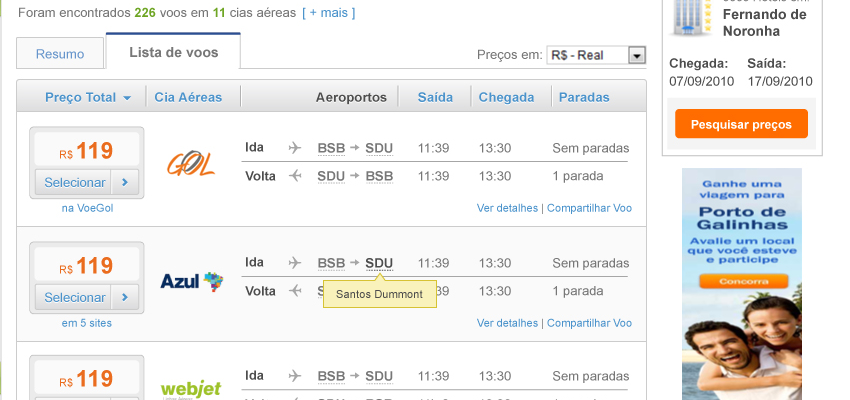 Foram encontrados 226 voos em 11 cias aéreas [ + mais ]
Resumo
Lista de voos
Preços em: R$ - Real
Preço Total
Cia Aéreas
Aeroportos
Saída
Chegada
Paradas
R$ 119
Selecionar
na VoeGol
GOL
Ida BSB SDU 11:39 13:30 Sem paradas
Volta SDU BSB 11:39 13:30 1 parada
Ver detalhes | Compartilhar Voo
R$ 119
Selecionar
em 5 sites
Azul
Ida BSB SDU 11:39 13:30 Sem paradas
Volta S 39 13:30 1 parada
Santos Dummont
Ver detalhes | Compartilhar Voo
R$ 119
webjet
Ida BSB SDU 11:39 13:30 Sem paradas
Fernando de
Noronha
Chegada: Saída:
07/09/2010 17/09/2010
Pesquisar preços
Ganhe uma
viagem para
Porto de
Galinhas
Avalie um local
que você esteve
e participe
Concorra